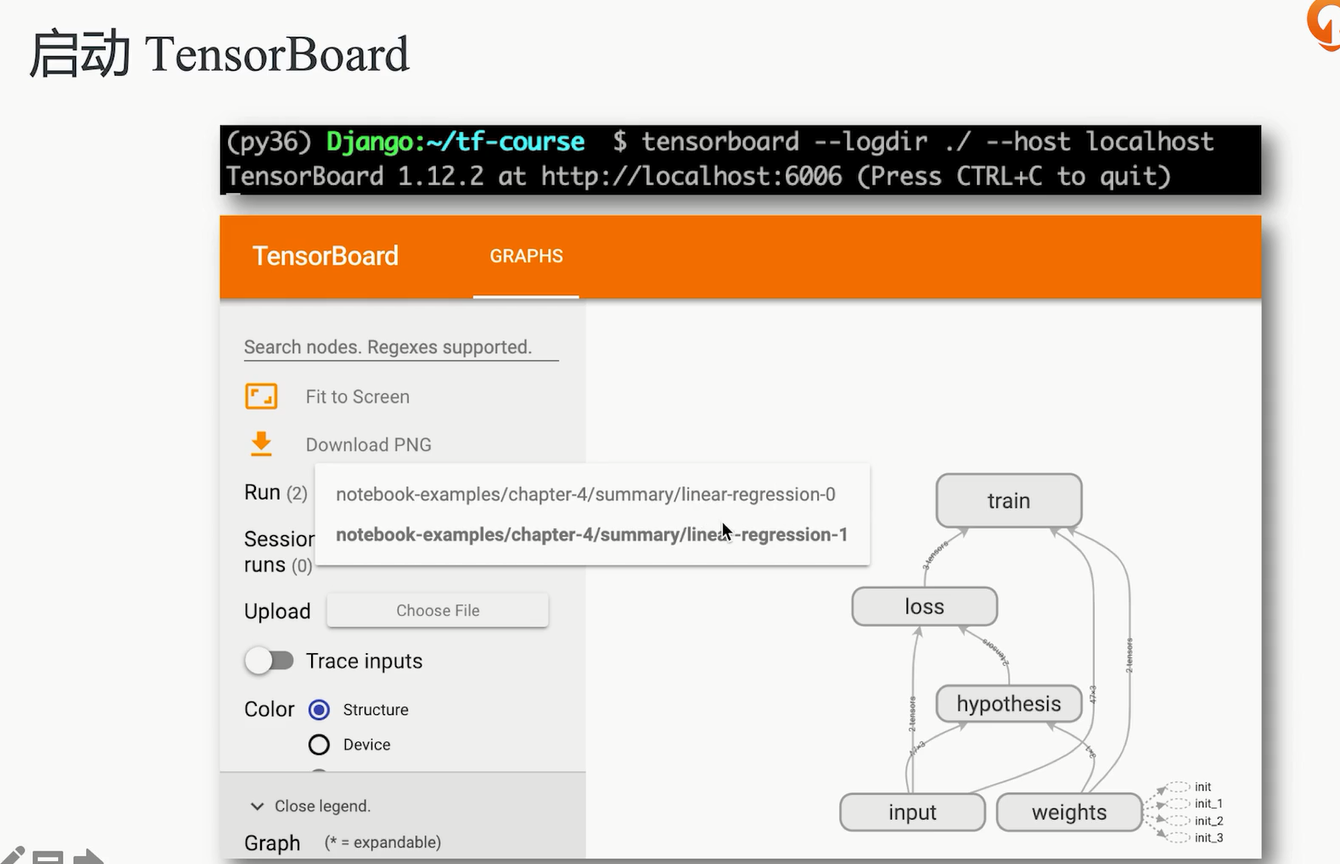 启动 TensorBoard
(py36) Django:~/tf-course $ tensorboard --logdir ./ --host localhost
TensorBoard 1.12.2 at http://localhost:6006 (Press CTRL+C to quit)
TensorBoard
GRAPHS
Search nodes. Regexes supported.
Fit to Screen
Download PNG
Run (2)
notebook-examples/chapter-4/summary/linear-regression-0
notebook-examples/chapter-4/summary/linear-regression-1
Session
runs (0)
Upload
Choose File
Trace inputs
Color
Structure
Device
Close legend.
Graph (* = expandable)
train
3 tensors
loss
2 tensors
2 tensors
hypothesis
2 tensors
47×3
input
weights
init
init_1
init_2
init_3